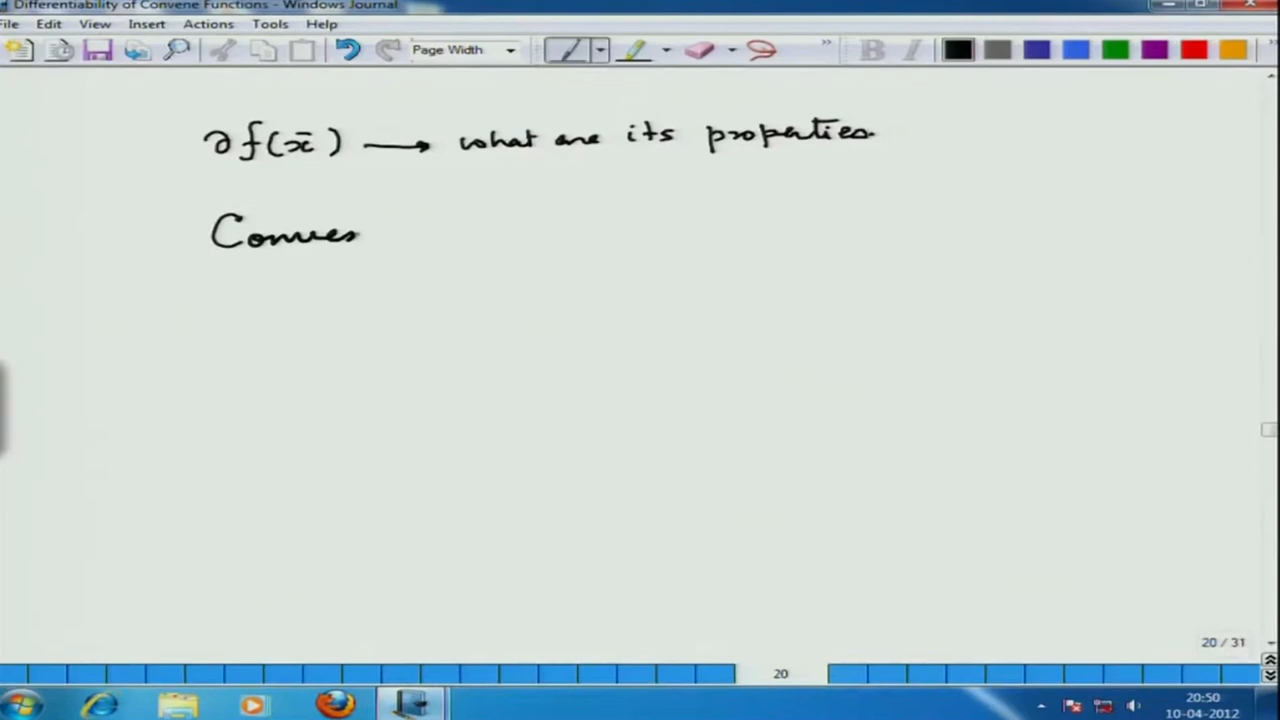 Differentiability of Convene Functions - Windows Journal
File Edit View Insert Actions Tools Help
Page Width
B I
∂f(x̄) → what are its properties
Conves
20 / 31
20
20:50
10-04-2012